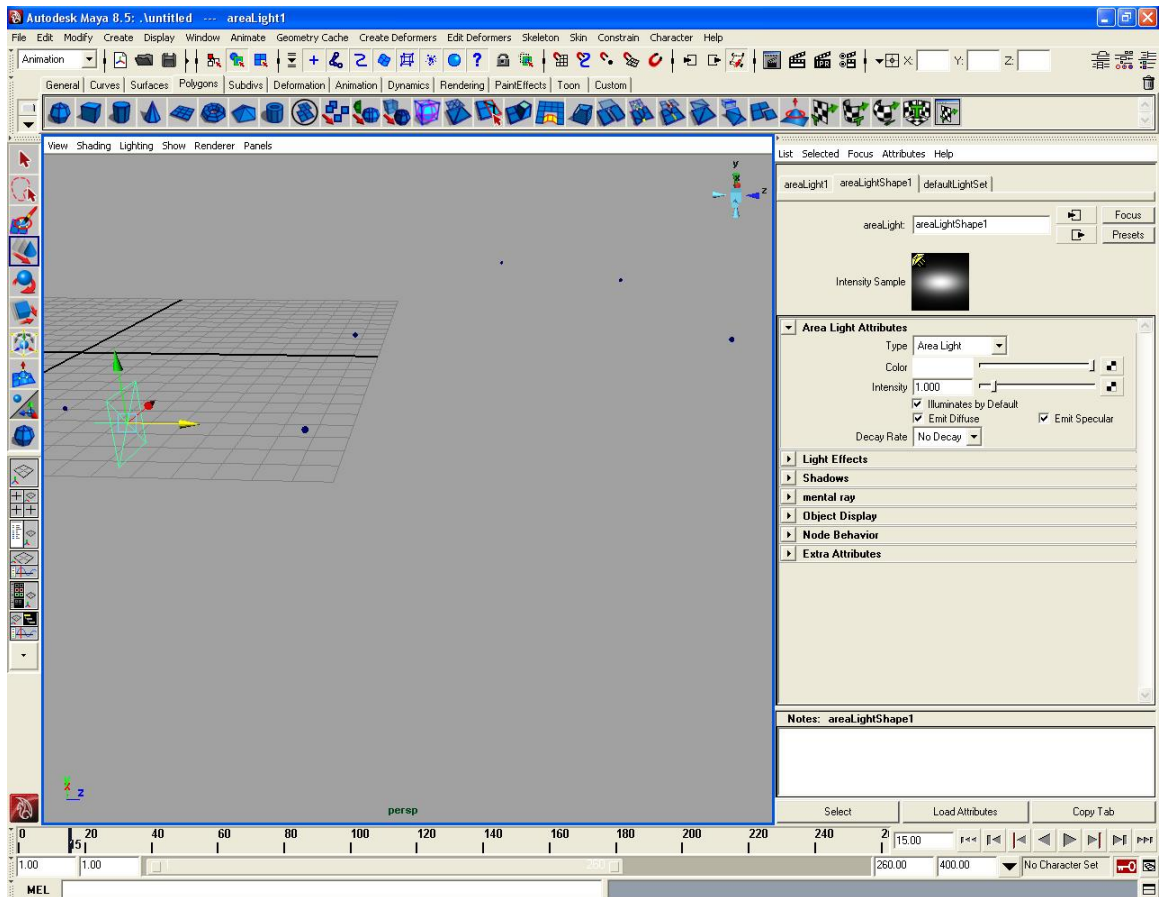 Autodesk Maya 8.5: .\untitled --- areaLight1
File Edit Modify Create Display Window Animate Geometry Cache Create Deformers Edit Deformers Skeleton Skin Constrain Character Help
Animation X: Y: Z:
General Curves Surfaces Polygons Subdivs Deformation Animation Dynamics Rendering PaintEffects Toon Custom
View Shading Lighting Show Renderer Panels
y
x
z
z
persp
List Selected Focus Attributes Help
areaLight1 areaLightShape1 defaultLightSet
areaLight: areaLightShape1 Focus
Presets
Intensity Sample
Area Light Attributes
Type Area Light
Color
Intensity 1.000
Illuminates by Default
Emit Diffuse Emit Specular
Decay Rate No Decay
Light Effects
Shadows
mental ray
Object Display
Node Behavior
Extra Attributes
Notes: areaLightShape1
Select Load Attributes Copy Tab
0 20 40 60 80 100 120 140 160 180 200 220 240 15.00
1.00 1.00 1 260.00 400.00 No Character Set
MEL